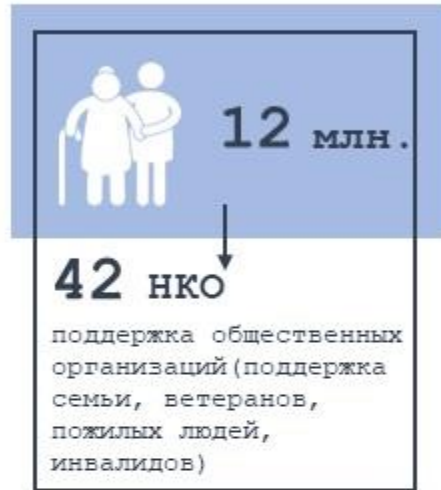 12 млн.
42 нко
поддержка общественных
организаций(поддержка
семьи, ветеранов,
пожилых людей,
инвалидов)